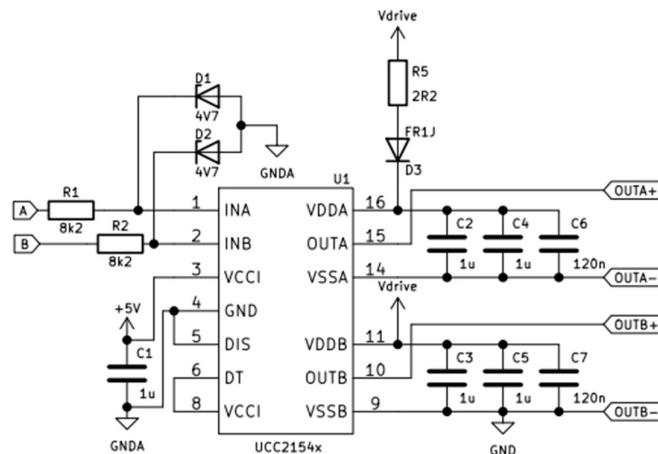 Vdrive
R5
2R2
D1
4V7
FR1J
D2
D3
4V7
GNDA
U1
OUTA+
A
R1
1
INA
VDDA
16
8k2
R2
C2
C4
C6
B
2
INB
OUTA
15
8k2
1u
1u
120n
3
VCCI
VSSA
14
OUTA-
+5V
4
GND
Vdrive
OUTB+
C1
5
DIS
VDDB
11
C3
C5
C7
1u
6
DT
OUTB
10
1u
1u
120n
8
VCCI
VSSB
9
OUTB-
GNDA
UCC2154x
GND